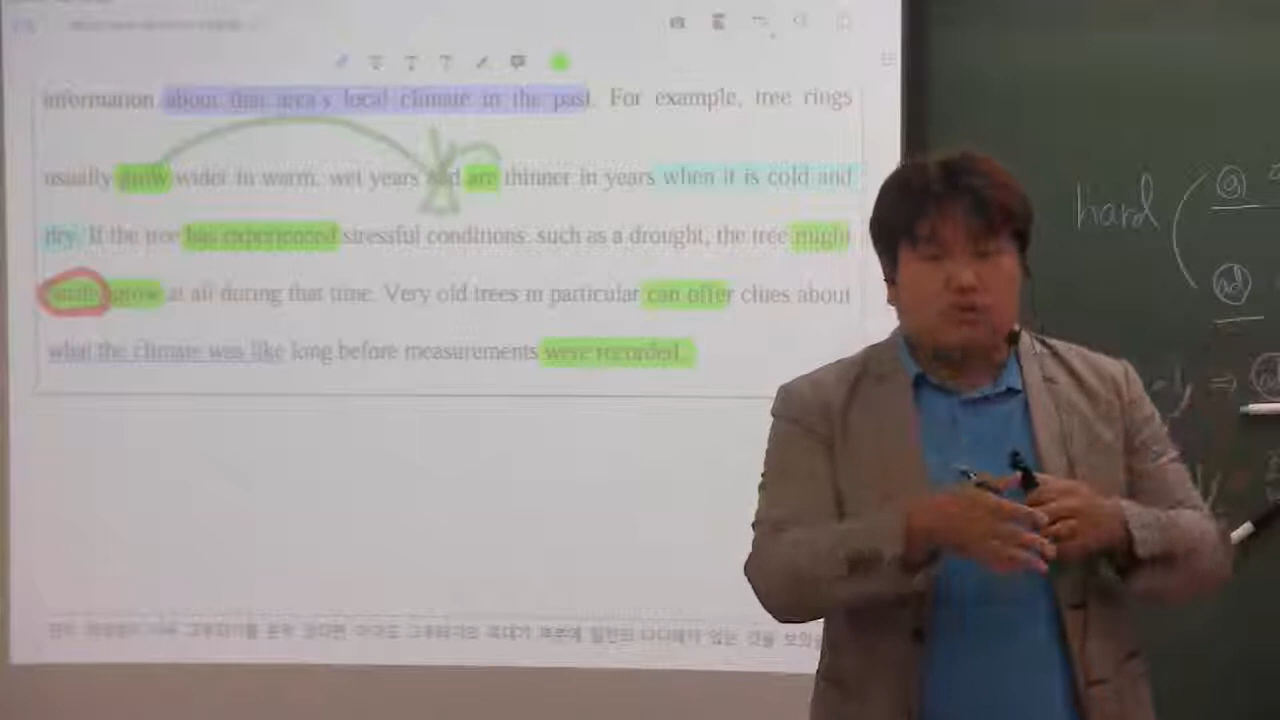 information about that area's local climate in the past. For example, tree rings
usually grow wider in warm, wet years and are thinner in years when it is cold and
dry. If the tree has experienced stressful conditions, such as a drought, the tree might
hardly grow at all during that time. Very old trees in particular can offer clues about
what the climate was like long before measurements were recorded.
hard
ad